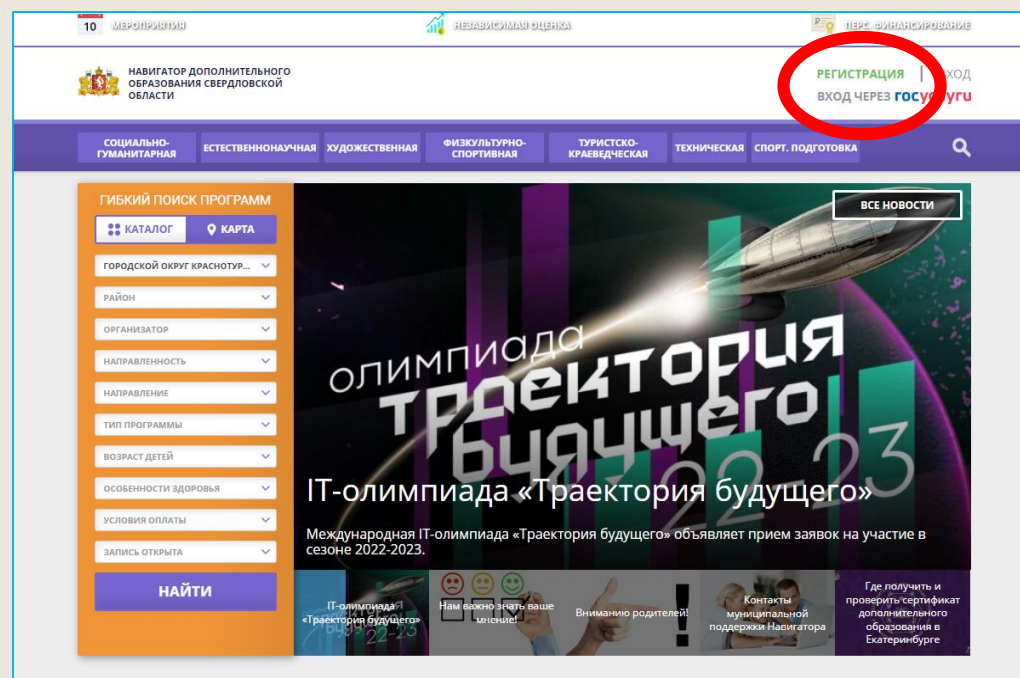 10 МЕРОПРИЯТИЯ
НЕЗАВИСИМАЯ ОЦЕНКА
ПЕРС. ФИНАНСИРОВАНИЕ
НАВИГАТОР ДОПОЛНИТЕЛЬНОГО
ОБРАЗОВАНИЯ СВЕРДЛОВСКОЙ
ОБЛАСТИ
РЕГИСТРАЦИЯ | ВХОД
ВХОД ЧЕРЕЗ госуслуги
СОЦИАЛЬНО-
ГУМАНИТАРНАЯ
ЕСТЕСТВЕННОНАУЧНАЯ
ХУДОЖЕСТВЕННАЯ
ФИЗКУЛЬТУРНО-
СПОРТИВНАЯ
ТУРИСТСКО-
КРАЕВЕДЧЕСКАЯ
ТЕХНИЧЕСКАЯ
СПОРТ. ПОДГОТОВКА
ГИБКИЙ ПОИСК ПРОГРАММ
КАТАЛОГ
КАРТА
ГОРОДСКОЙ ОКРУГ КРАСНОТУР...
РАЙОН
ОРГАНИЗАТОР
НАПРАВЛЕННОСТЬ
НАПРАВЛЕНИЕ
ТИП ПРОГРАММЫ
ВОЗРАСТ ДЕТЕЙ
ОСОБЕННОСТИ ЗДОРОВЬЯ
УСЛОВИЯ ОПЛАТЫ
ЗАПИСЬ ОТКРЫТА
НАЙТИ
ВСЕ НОВОСТИ
олимпиада
траектория
будущего
22-23
IT-олимпиада «Траектория будущего»
Международная IT-олимпиада «Траектория будущего» объявляет прием заявок на участие в
сезоне 2022-2023.
IT-олимпиада
«Траектория будущего»
22-23
Нам важно знать ваше
мнение!
Вниманию родителей!
Контакты
муниципальной
поддержки Навигатора
Где получить и
проверить сертификат
дополнительного
образования в
Екатеринбурге